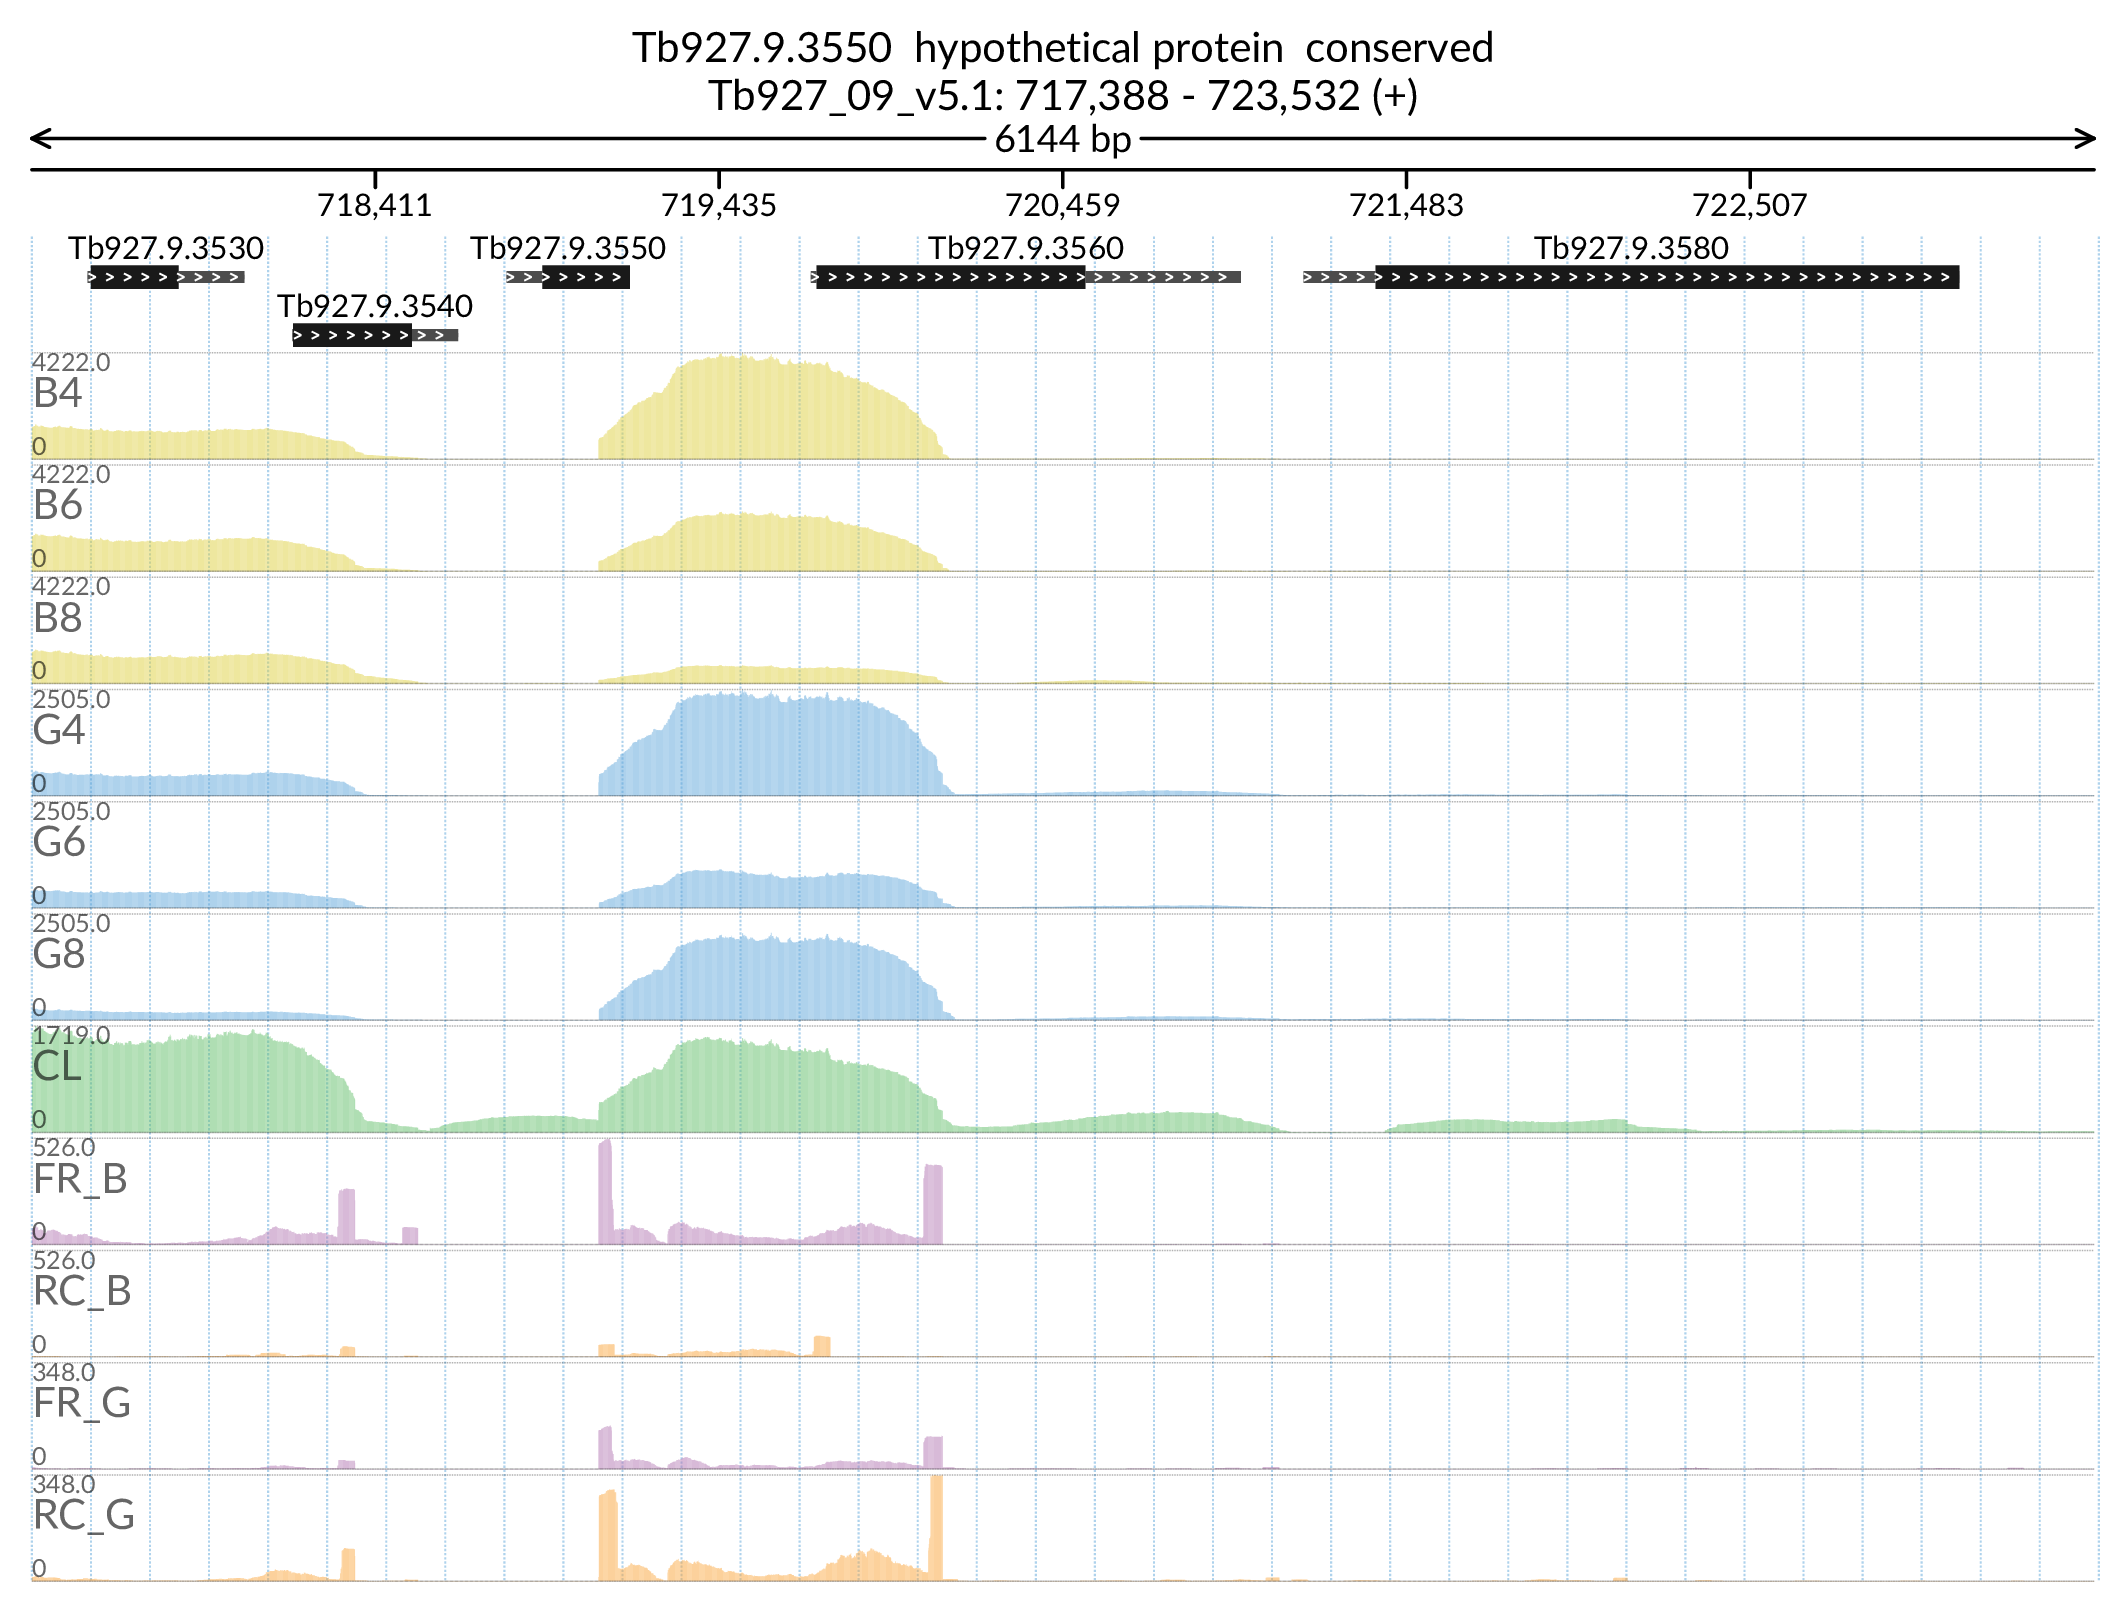 Tb927.9.3550 hypothetical protein conserved
Tb927_09_v5.1: 717,388 - 723,532 (+)
6144 bp
718,411 719,435 720,459 721,483 722,507
Tb927.9.3530 Tb927.9.3550 Tb927.9.3560 Tb927.9.3580
Tb927.9.3540
4222.0
B4
0
4222.0
B6
0
4222.0
B8
0
2505.0
G4
0
2505.0
G6
0
2505.0
G8
0
1719.0
CL
0
526.0
FR_B
0
526.0
RC_B
0
348.0
FR_G
0
348.0
RC_G
0